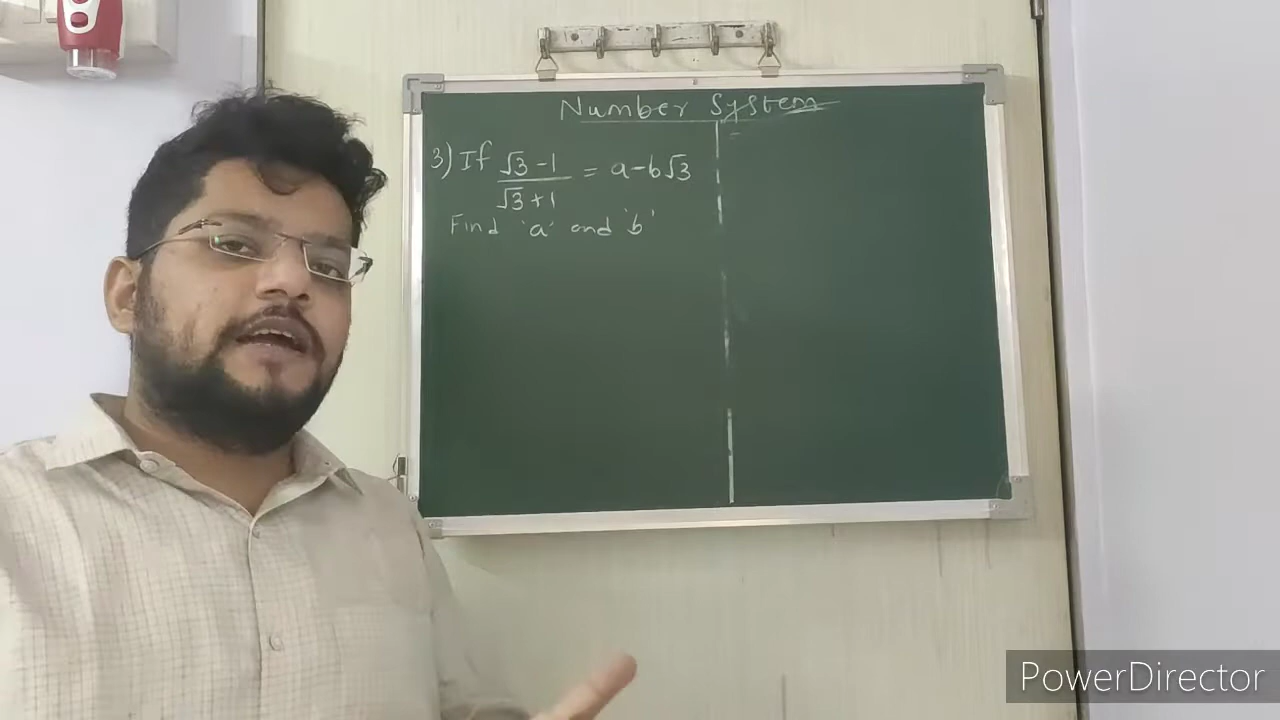 Number System
3) If √3 - 1 / √3 + 1 = a - b√3
Find 'a' and 'b'
PowerDirector